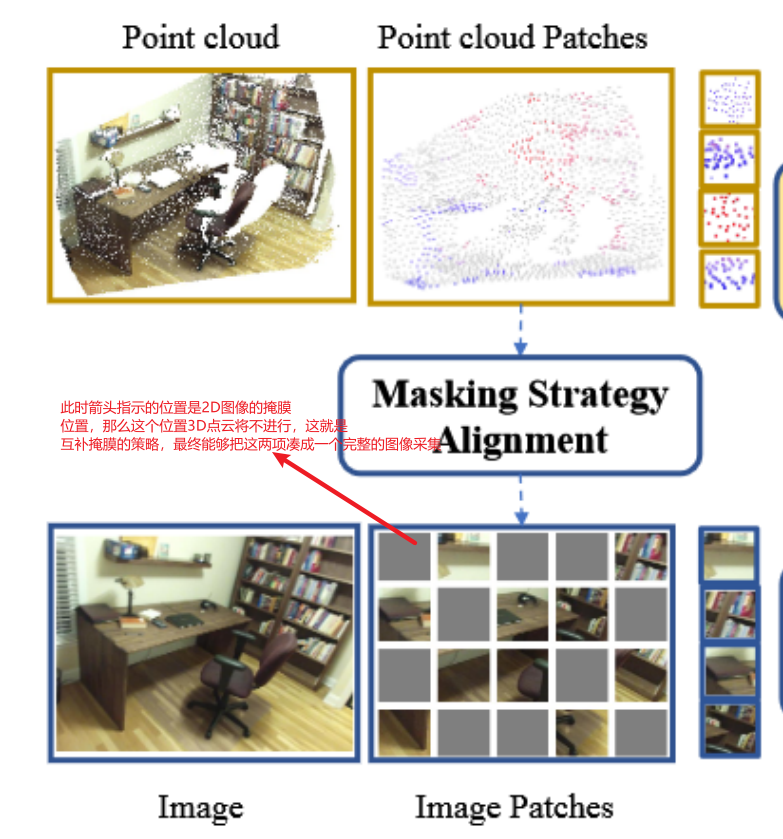 Point cloud
Point cloud Patches
Masking Strategy
Alignment
此时箭头指示的位置是2D图像的掩膜
位置，那么这个位置3D点云将不进行，这就是
互补掩膜的策略，最终能够把这两项凑成一个完整的图像采集
Image
Image Patches